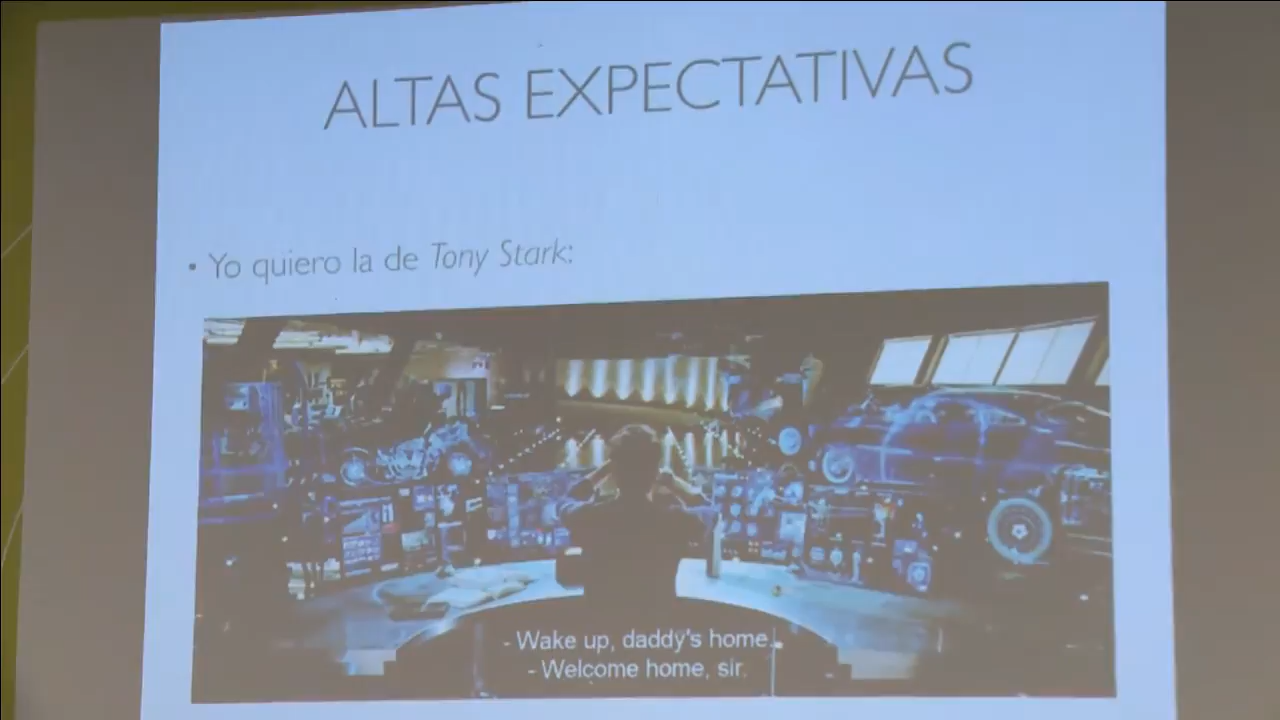 ALTAS EXPECTATIVAS
• Yo quiero la de Tony Stark:
- Wake up, daddy's home.
- Welcome home, sir.